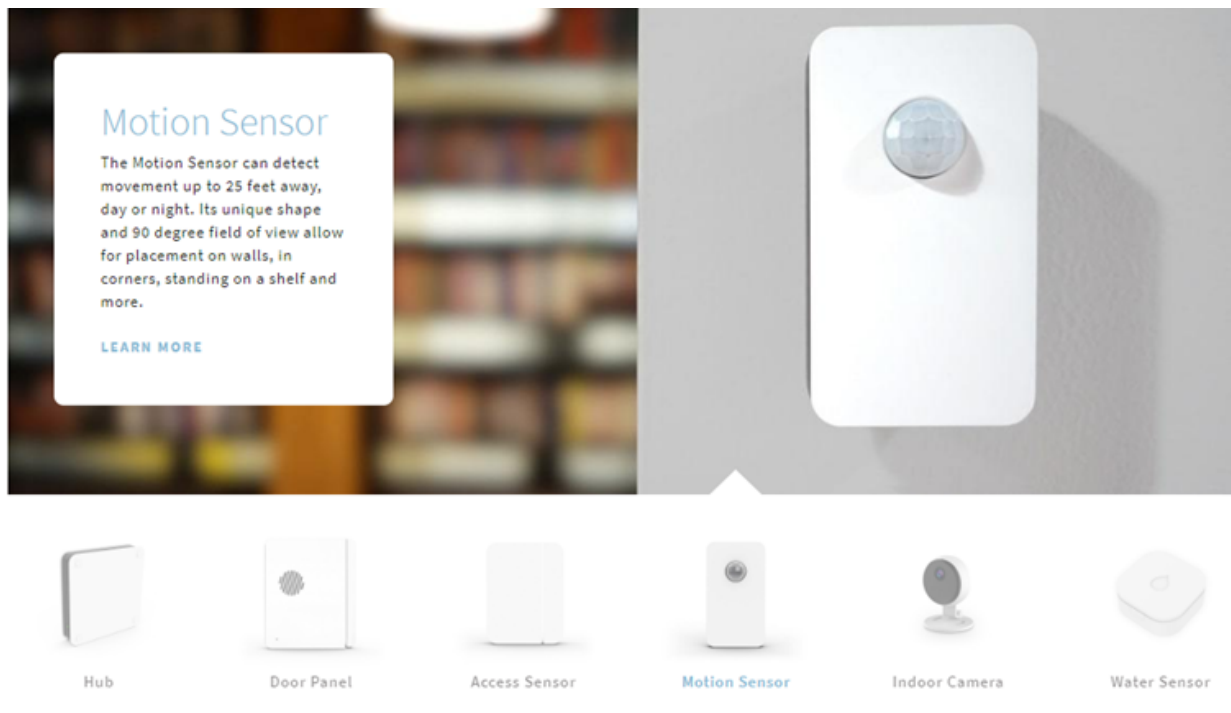 Motion Sensor
The Motion Sensor can detect
movement up to 25 feet away,
day or night. Its unique shape
and 90 degree field of view allow
for placement on walls, in
corners, standing on a shelf and
more.
LEARN MORE
Hub
Door Panel
Access Sensor
Motion Sensor
Indoor Camera
Water Sensor